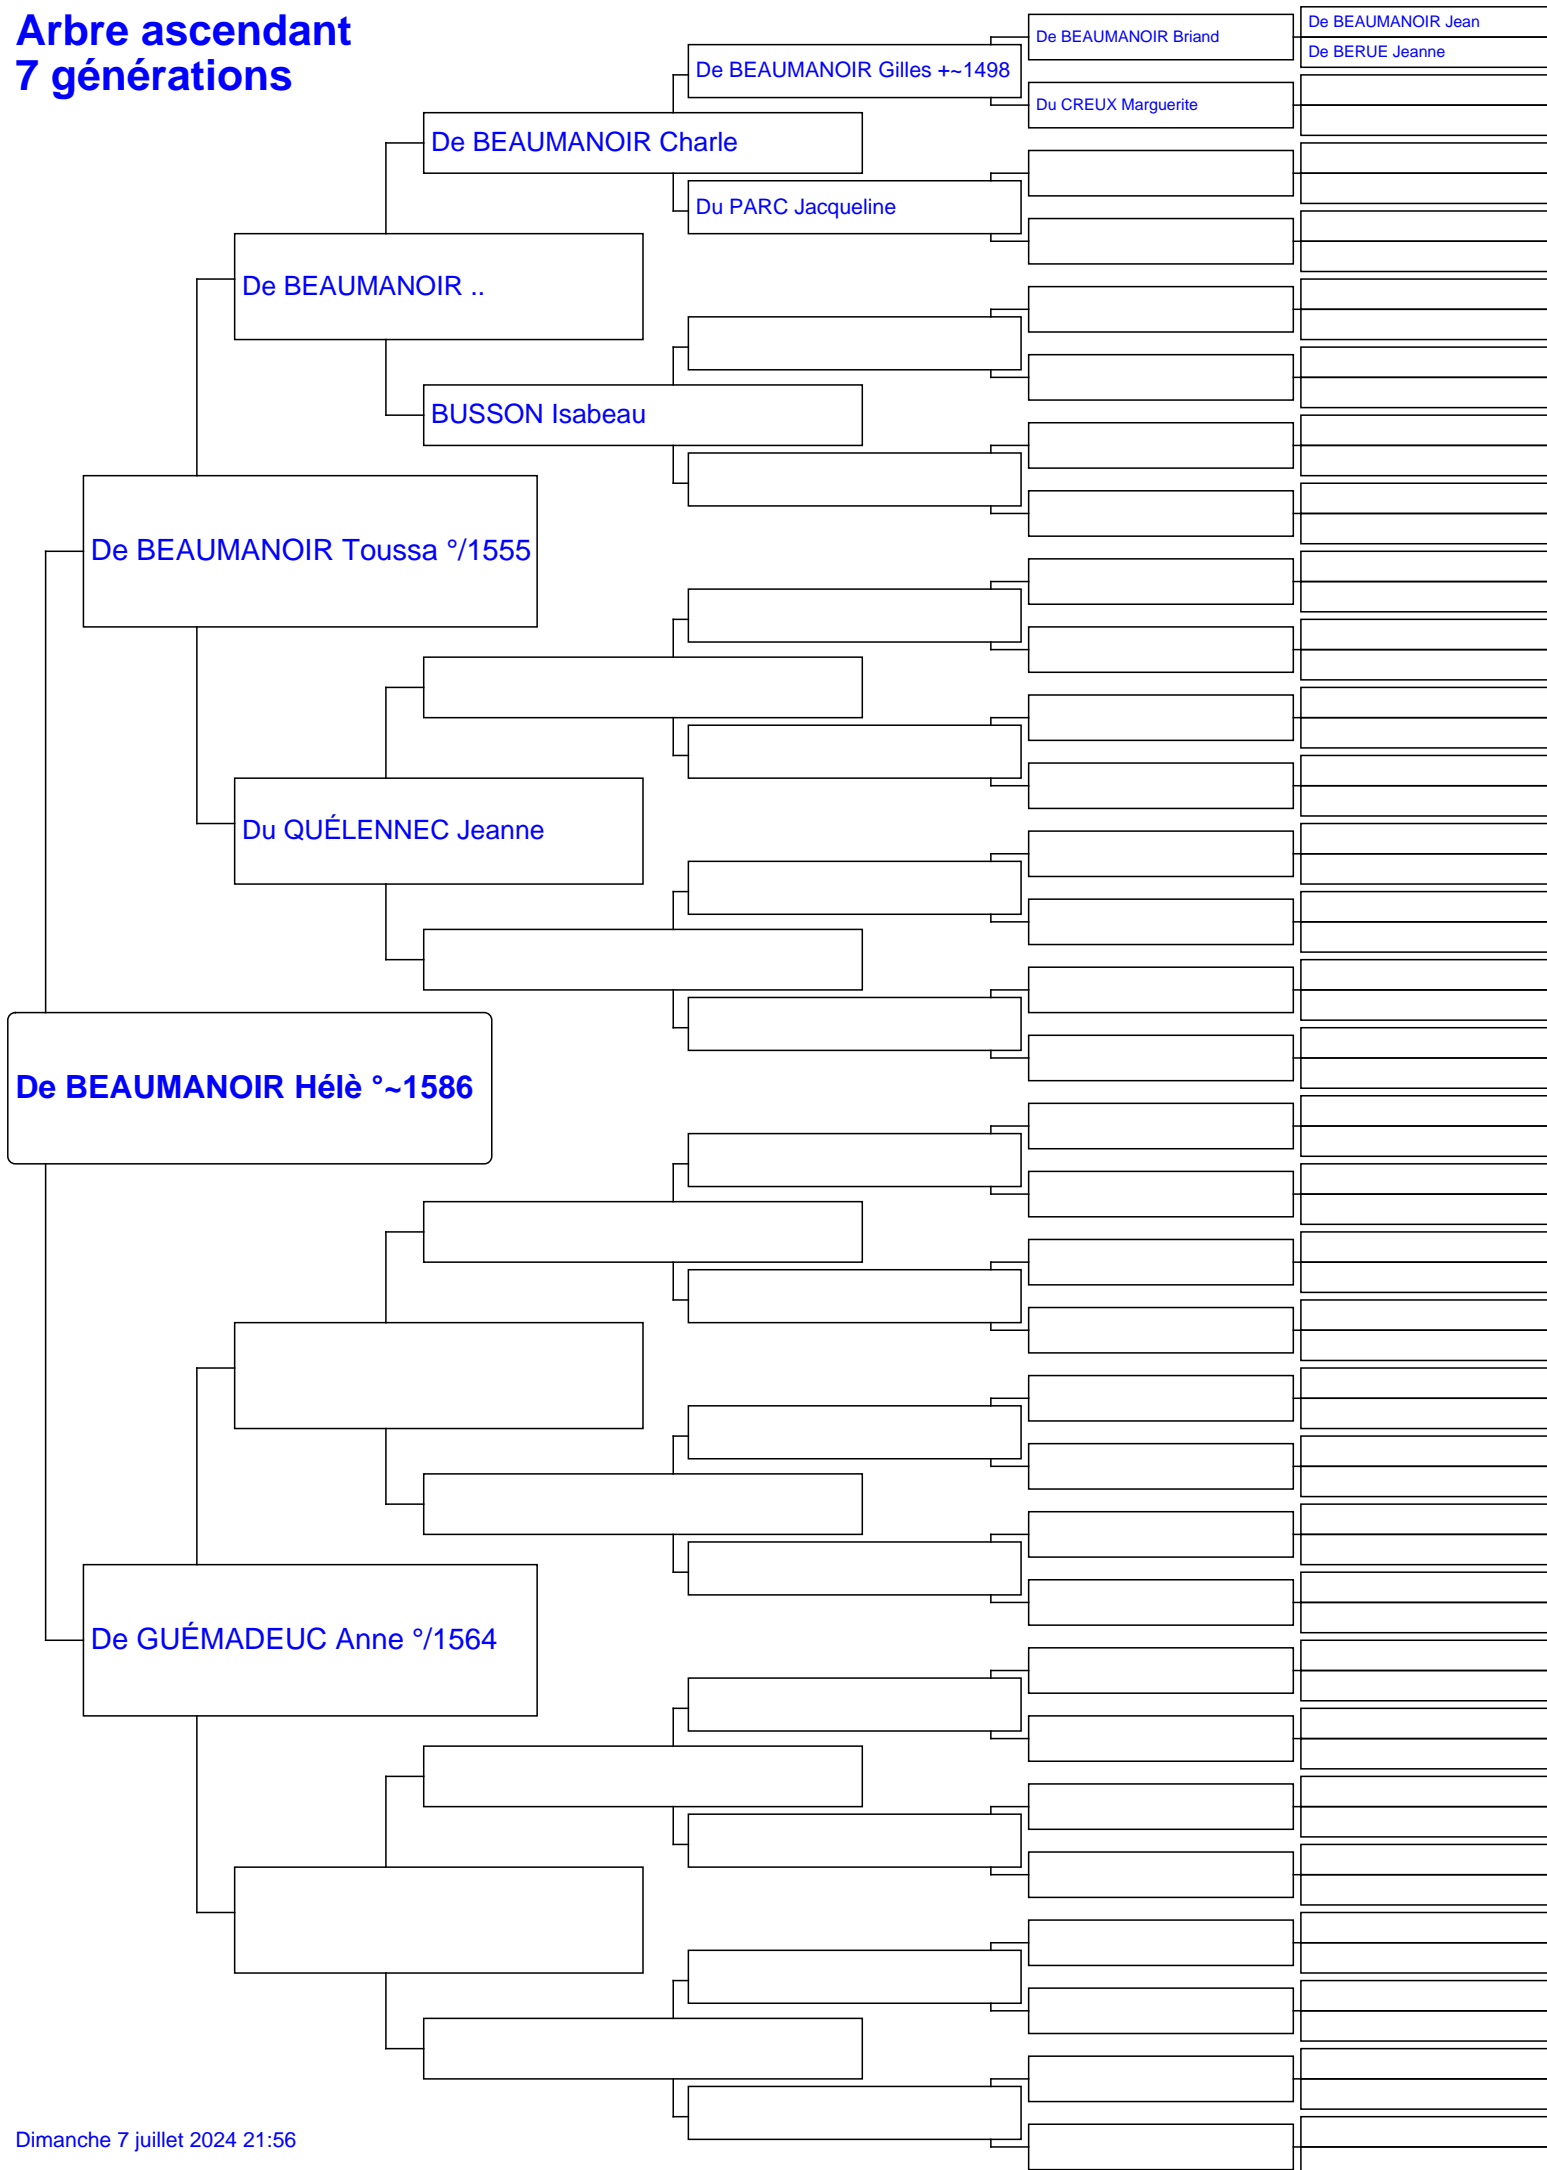 Arbre ascendant
7 générations
De BEAUMANOIR Jean
De BEAUMANOIR Briand
De BERUE Jeanne
De BEAUMANOIR Gilles +~1498
Du CREUX Marguerite
De BEAUMANOIR Charle
Du PARC Jacqueline
De BEAUMANOIR ..
BUSSON Isabeau
De BEAUMANOIR Toussa °/1555
Du QUÉLENNEC Jeanne
De BEAUMANOIR Hélè °~1586
De GUÉMADEUC Anne °/1564
Dimanche 7 juillet 2024 21:56